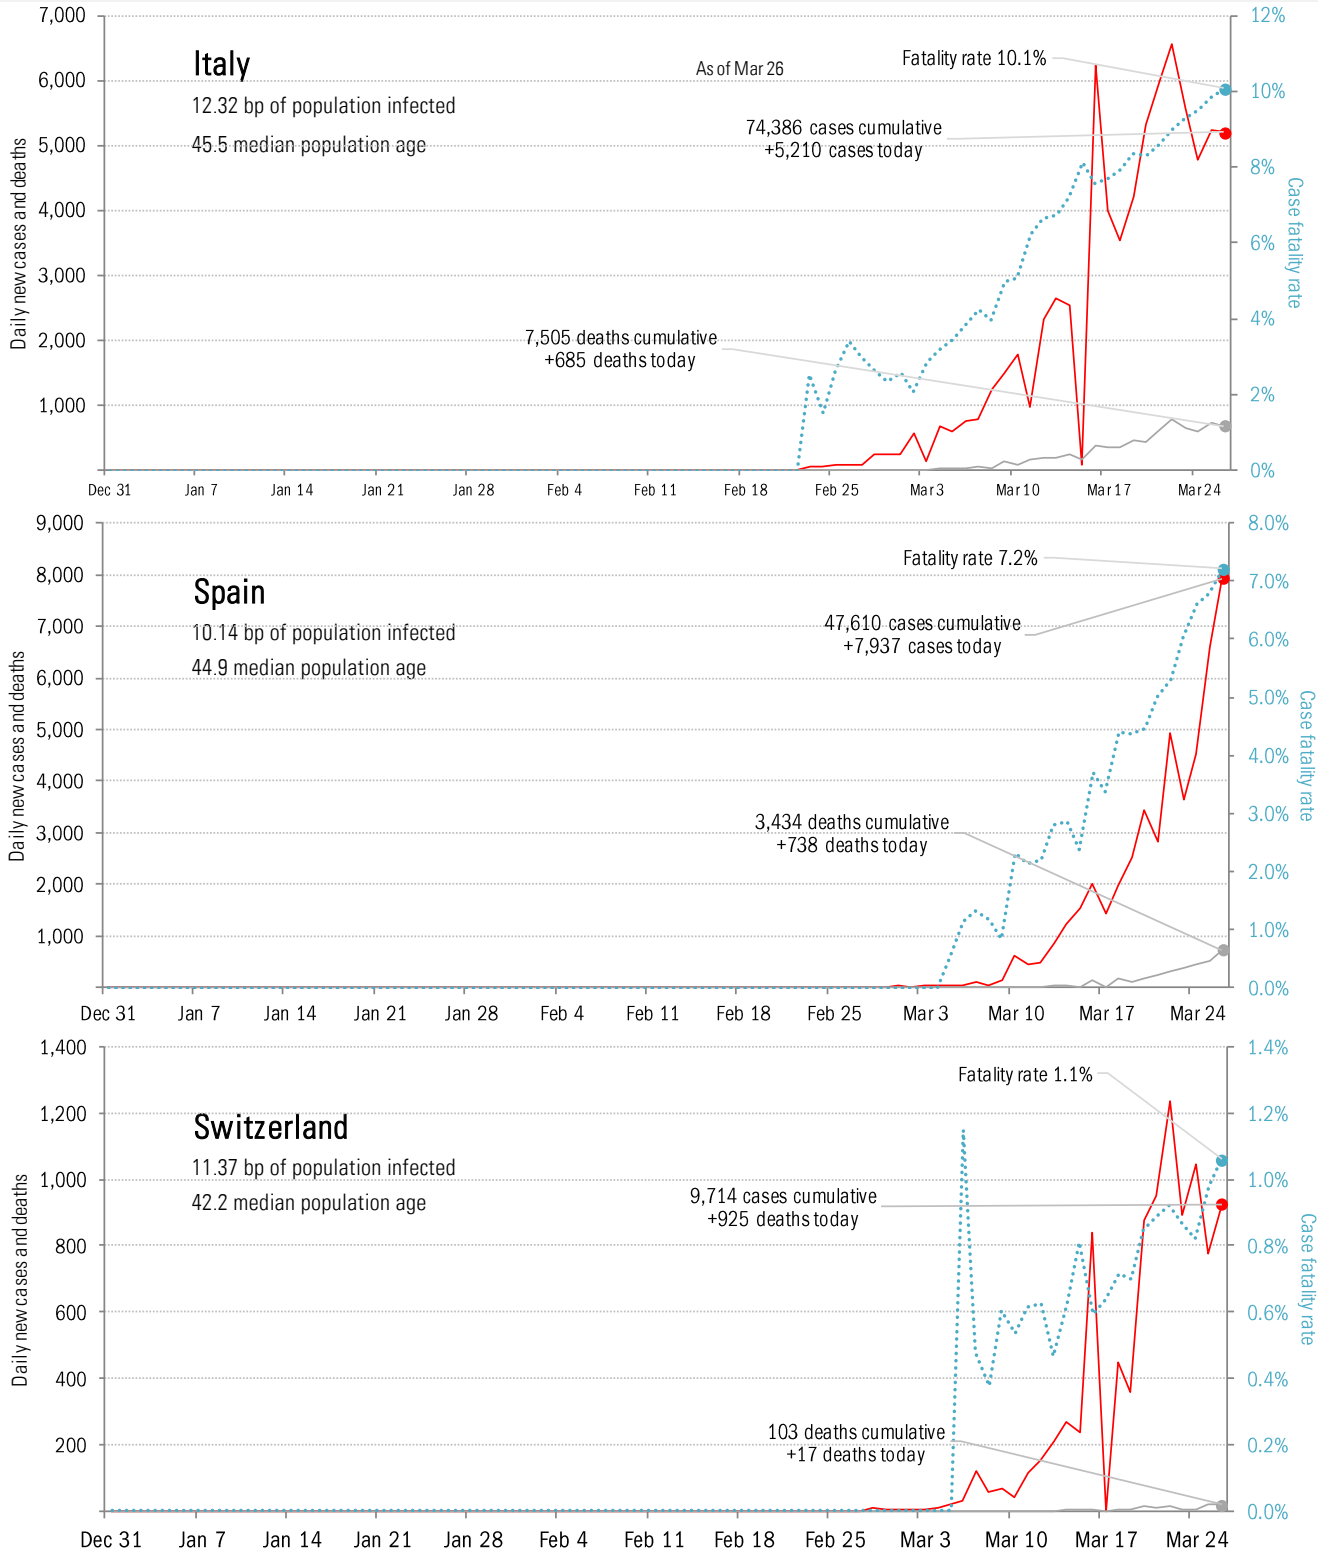 7,000
12%
Italy
12.32 bp of population infected
45.5 median population age
As of Mar 26
Fatality rate 10.1%
74,386 cases cumulative
+5,210 cases today
7,505 deaths cumulative
+685 deaths today
6,000
5,000
4,000
3,000
2,000
1,000
Daily new cases and deaths
10%
8%
6%
4%
2%
0%
Case fatality rate
Dec 31 Jan 7 Jan 14 Jan 21 Jan 28 Feb 4 Feb 11 Feb 18 Feb 25 Mar 3 Mar 10 Mar 17 Mar 24
9,000
8,000
7,000
6,000
5,000
4,000
3,000
2,000
1,000
Daily new cases and deaths
Spain
10.14 bp of population infected
44.9 median population age
Fatality rate 7.2%
47,610 cases cumulative
+7,937 cases today
3,434 deaths cumulative
+738 deaths today
8.0%
7.0%
6.0%
5.0%
4.0%
3.0%
2.0%
1.0%
0.0%
Case fatality rate
Dec 31 Jan 7 Jan 14 Jan 21 Jan 28 Feb 4 Feb 11 Feb 18 Feb 25 Mar 3 Mar 10 Mar 17 Mar 24
1,400
1,200
1,000
800
600
400
200
Daily new cases and deaths
Switzerland
11.37 bp of population infected
42.2 median population age
Fatality rate 1.1%
9,714 cases cumulative
+925 deaths today
103 deaths cumulative
+17 deaths today
1.4%
1.2%
1.0%
0.8%
0.6%
0.4%
0.2%
0.0%
Case fatality rate
Dec 31 Jan 7 Jan 14 Jan 21 Jan 28 Feb 4 Feb 11 Feb 18 Feb 25 Mar 3 Mar 10 Mar 17 Mar 24